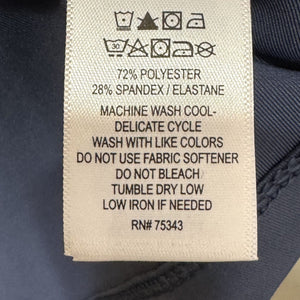 30
72% POLYESTER
28% SPANDEX / ELASTANE
MACHINE WASH COOL-
DELICATE CYCLE
WASH WITH LIKE COLORS
DO NOT USE FABRIC SOFTENER
DO NOT BLEACH
TUMBLE DRY LOW
LOW IRON IF NEEDED
RN# 75343